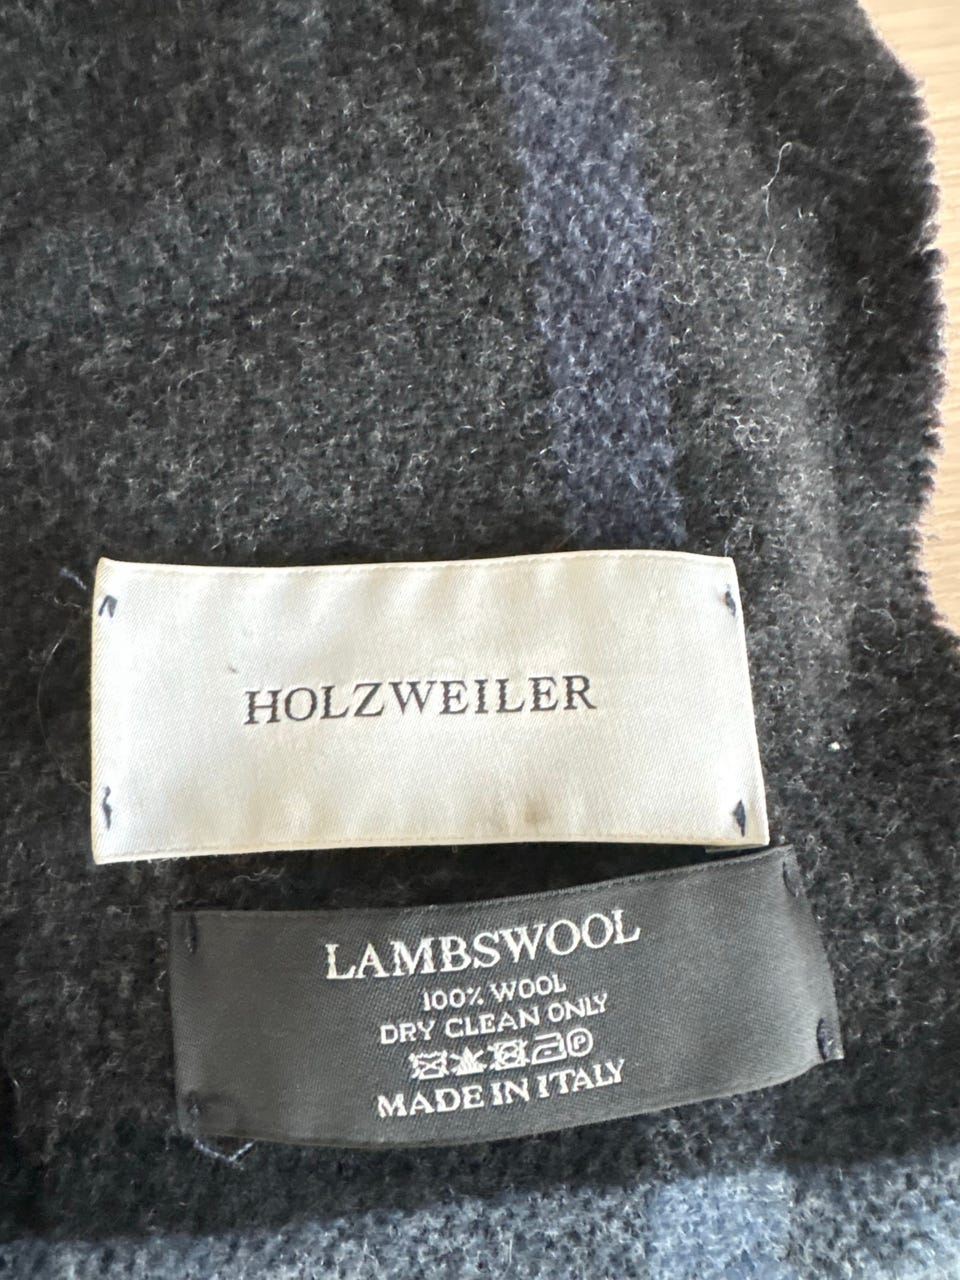 HOLZWEILER
LAMBSWOOL
100% WOOL
DRY CLEAN ONLY
P
MADE IN ITALY